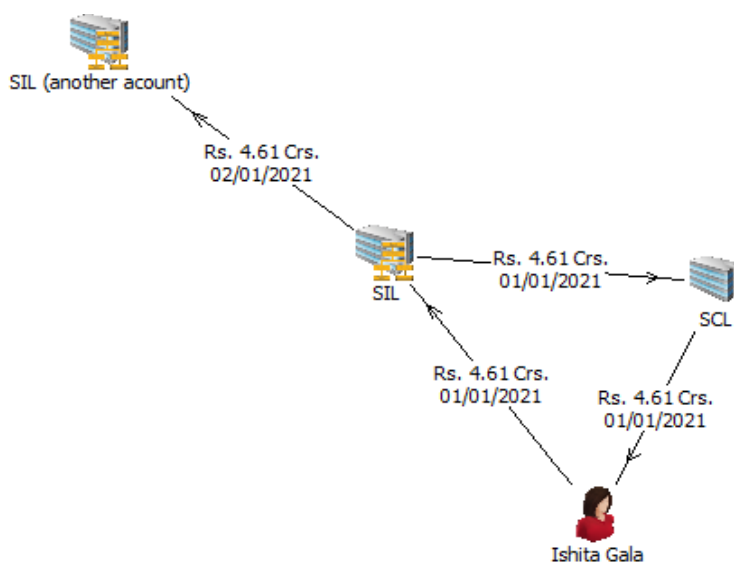 SIL (another acount)
Rs. 4.61 Crs.
02/01/2021
SIL
Rs. 4.61 Crs.
01/01/2021
SCL
Rs. 4.61 Crs.
01/01/2021
Rs. 4.61 Crs.
01/01/2021
Ishita Gala